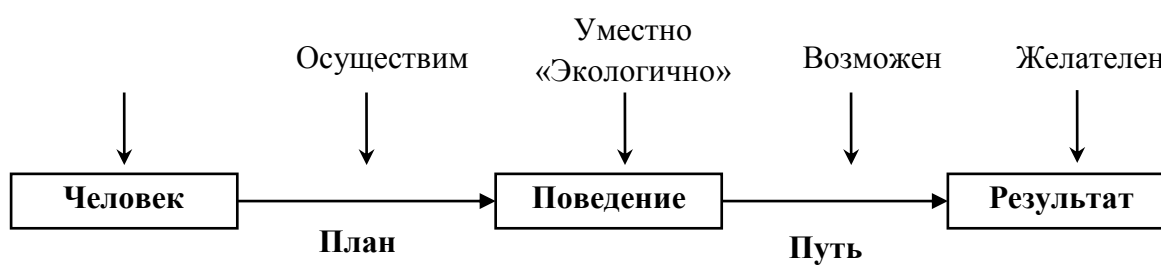 Осуществим
Уместно
«Экологично»
Возможен
Желателен
Человек
Поведение
Результат
План
Путь